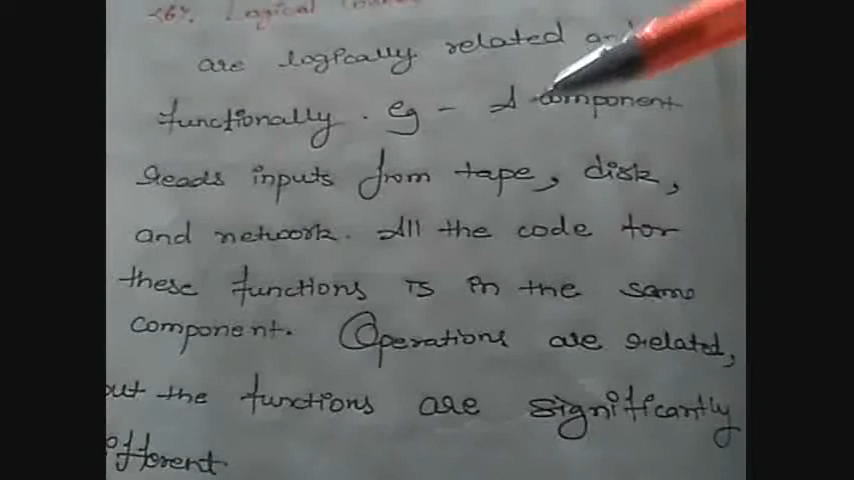 Logical
are logically related and
functionally. eg - A component
reads inputs from tape, disk,
and network. All the code for
these functions is in the same
component. Operations are related,
but the functions are significantly
different